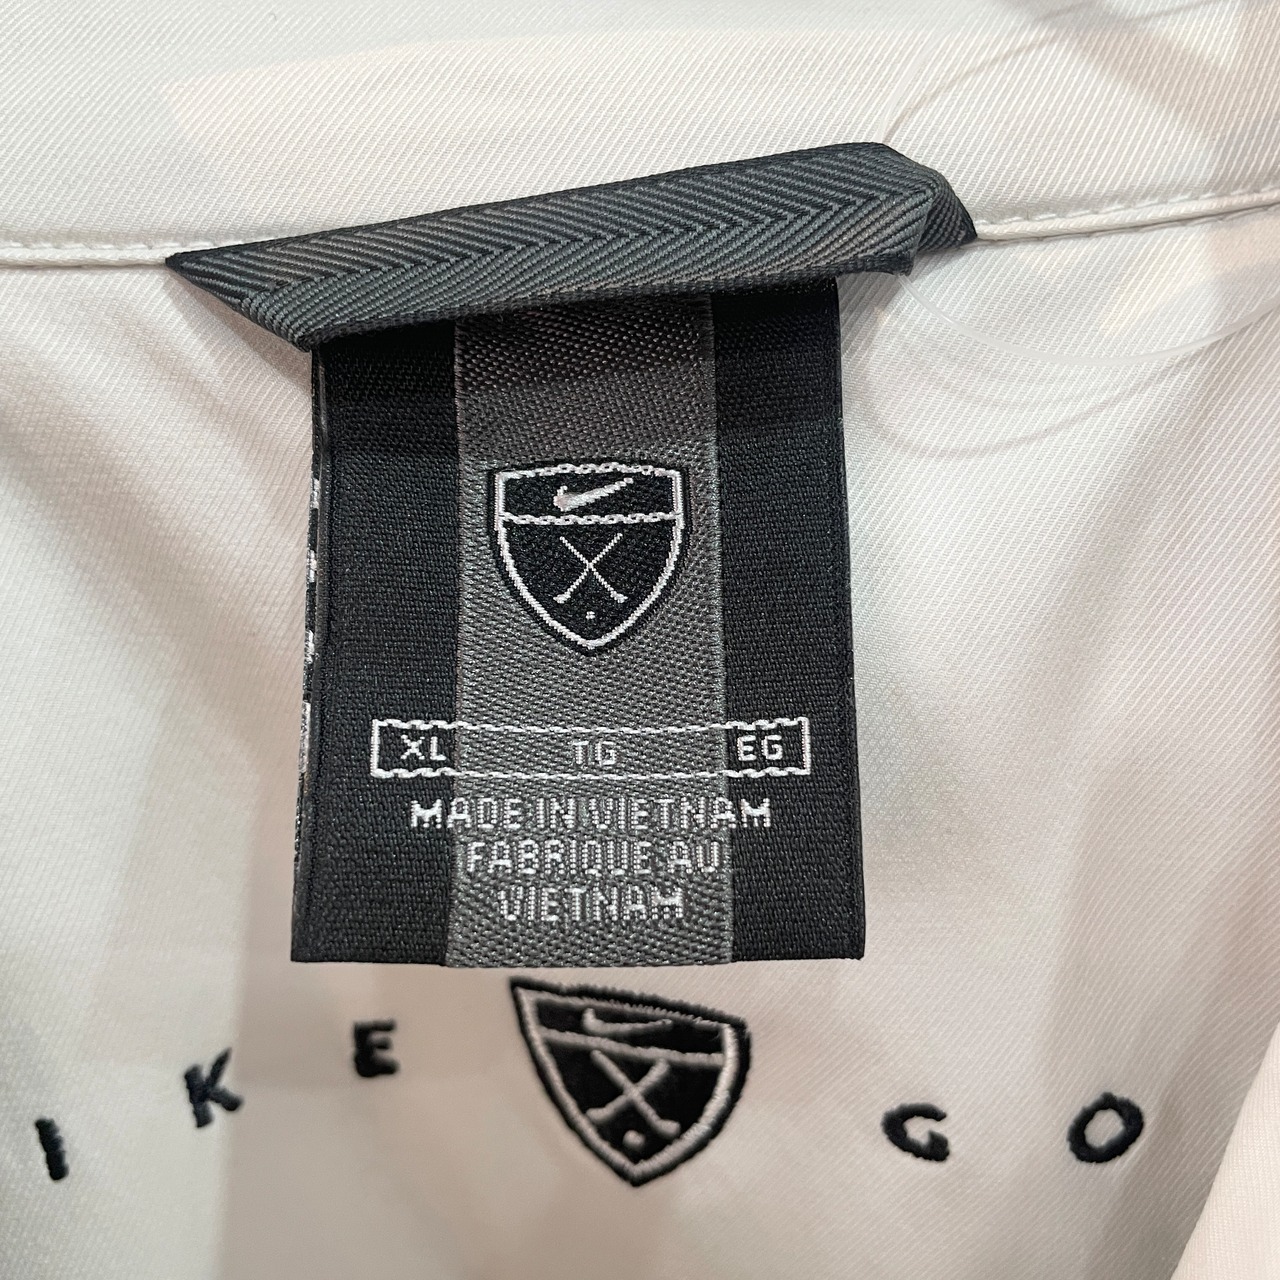 XL TG EG
MADE IN VIETNAM
FABRIQUE AU
VIETNAM
IKE GO